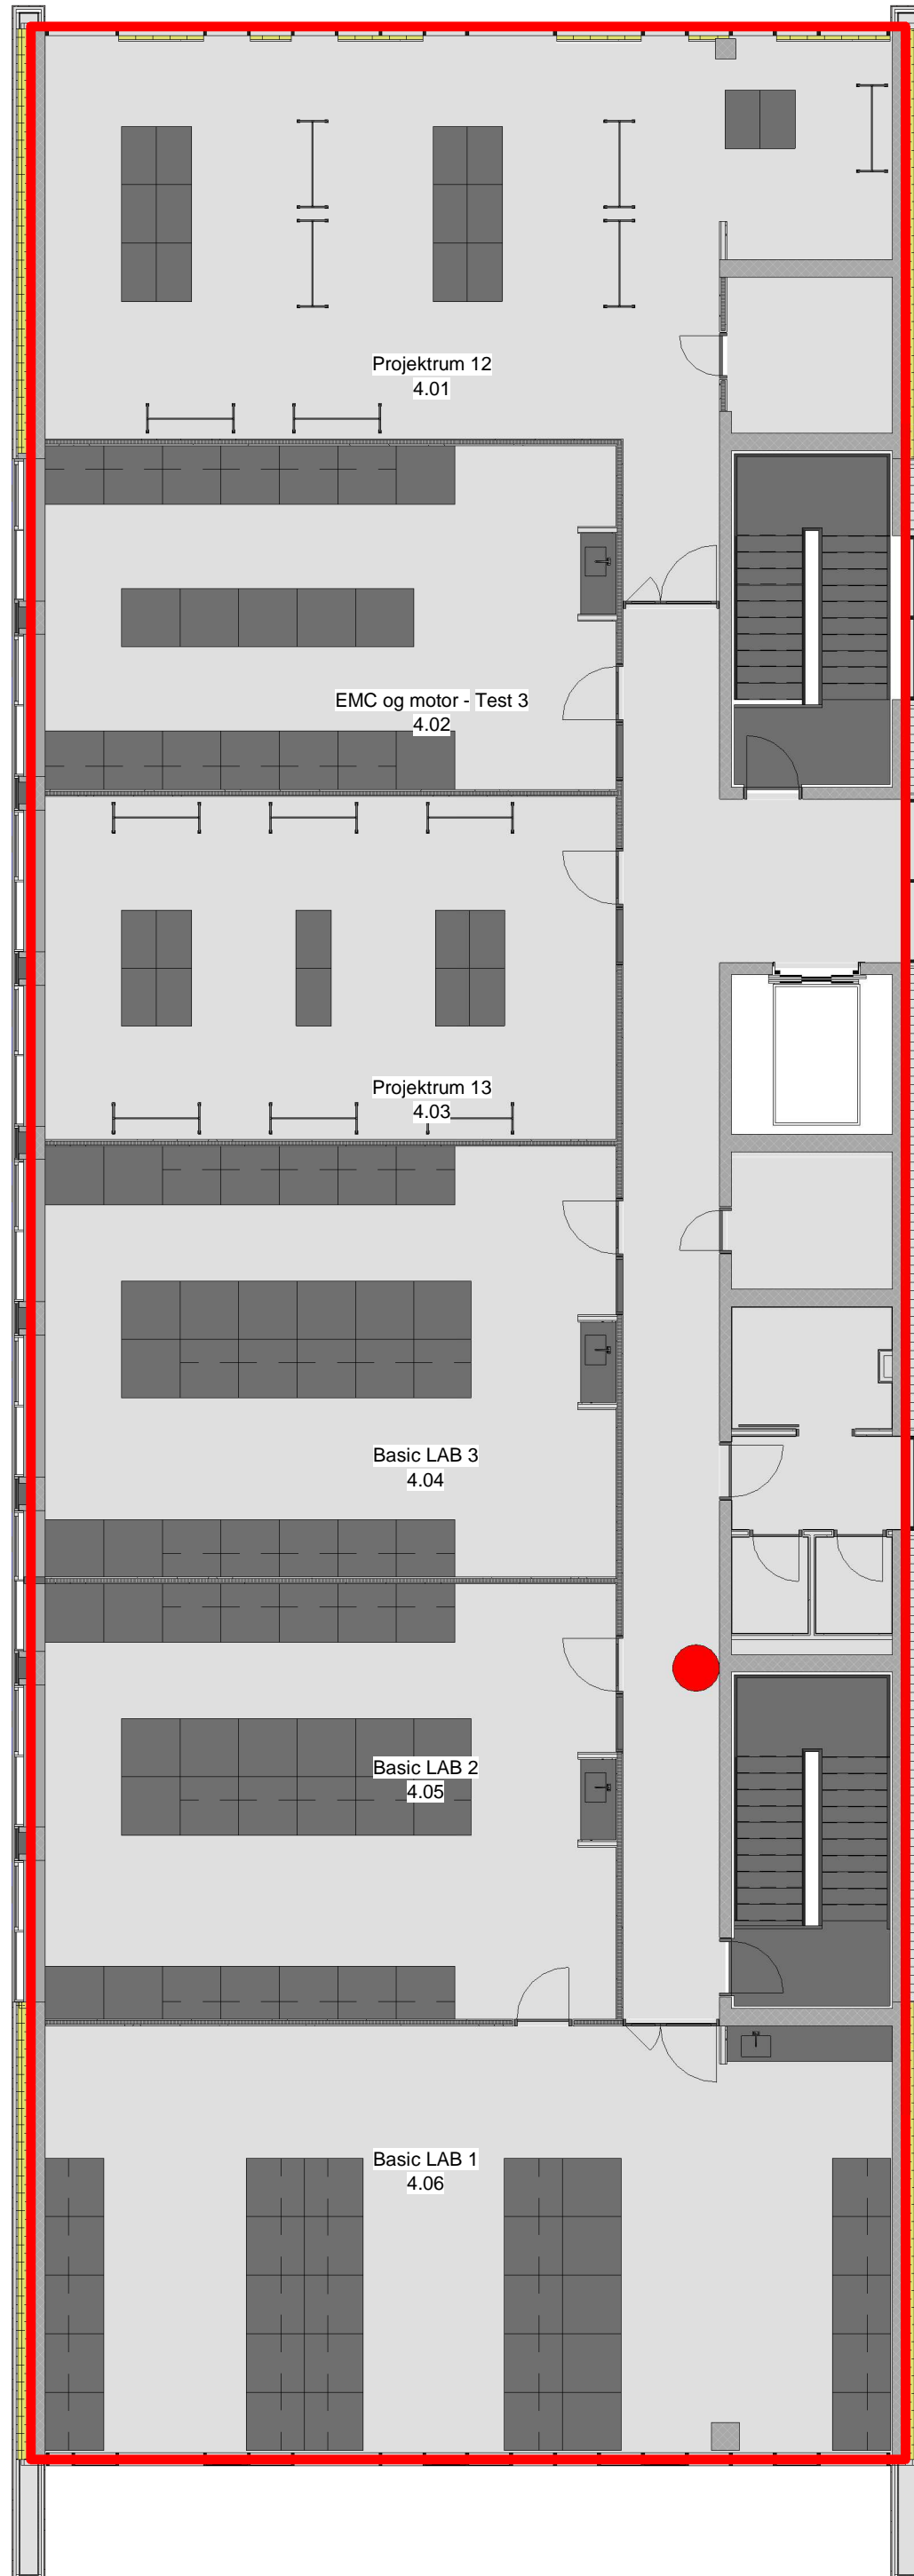 Projektrum 12
4.01
EMC og motor - Test 3
4.02
Projektrum 13
4.03
Basic LAB 3
4.04
Basic LAB 2
4.05
Basic LAB 1
4.06